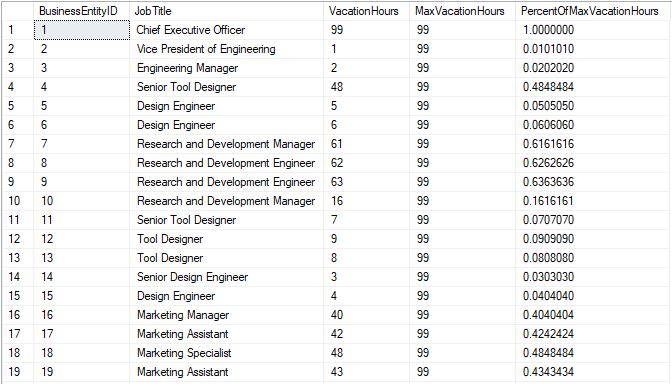 BusinessEntityID JobTitle VacationHours MaxVacationHours PercentOfMaxVacationHours
1 1 Chief Executive Officer 99 99 1.0000000
2 2 Vice President of Engineering 1 99 0.0101010
3 3 Engineering Manager 2 99 0.0202020
4 4 Senior Tool Designer 48 99 0.4848484
5 5 Design Engineer 5 99 0.0505050
6 6 Design Engineer 6 99 0.0606060
7 7 Research and Development Manager 61 99 0.6161616
8 8 Research and Development Engineer 62 99 0.6262626
9 9 Research and Development Engineer 63 99 0.6363636
10 10 Research and Development Manager 16 99 0.1616161
11 11 Senior Tool Designer 7 99 0.0707070
12 12 Tool Designer 9 99 0.0909090
13 13 Tool Designer 8 99 0.0808080
14 14 Senior Design Engineer 3 99 0.0303030
15 15 Design Engineer 4 99 0.0404040
16 16 Marketing Manager 40 99 0.4040404
17 17 Marketing Assistant 42 99 0.4242424
18 18 Marketing Specialist 48 99 0.4848484
19 19 Marketing Assistant 43 99 0.4343434